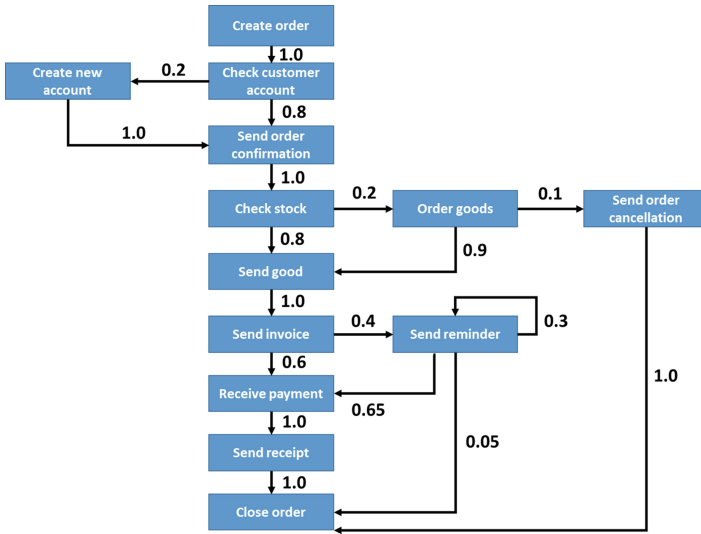 Create order
1.0
Create new
account
0.2
Check customer
account
0.8
1.0
Send order
confirmation
1.0
Check stock
0.2
Order goods
0.1
Send order
cancellation
0.8
0.9
Send good
1.0
Send invoice
0.4
Send reminder
0.3
0.6
1.0
Receive payment
0.65
1.0
0.05
Send receipt
1.0
Close order